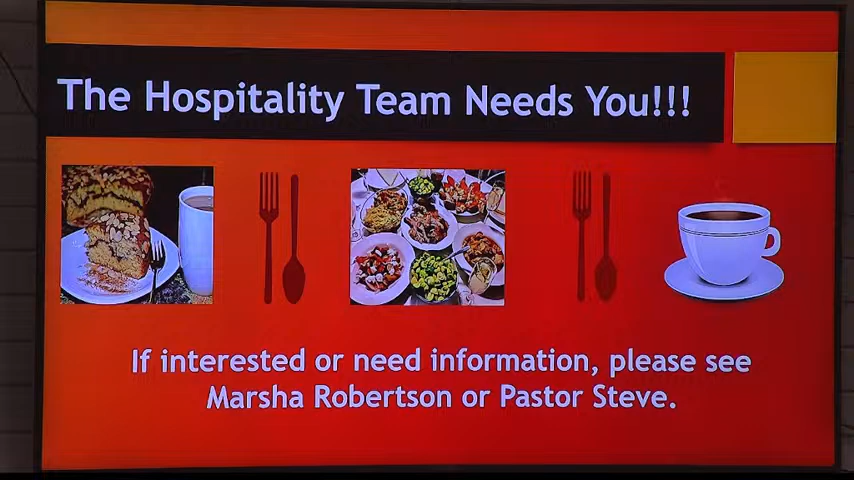 The Hospitality Team Needs You!!!
If interested or need information, please see
Marsha Robertson or Pastor Steve.